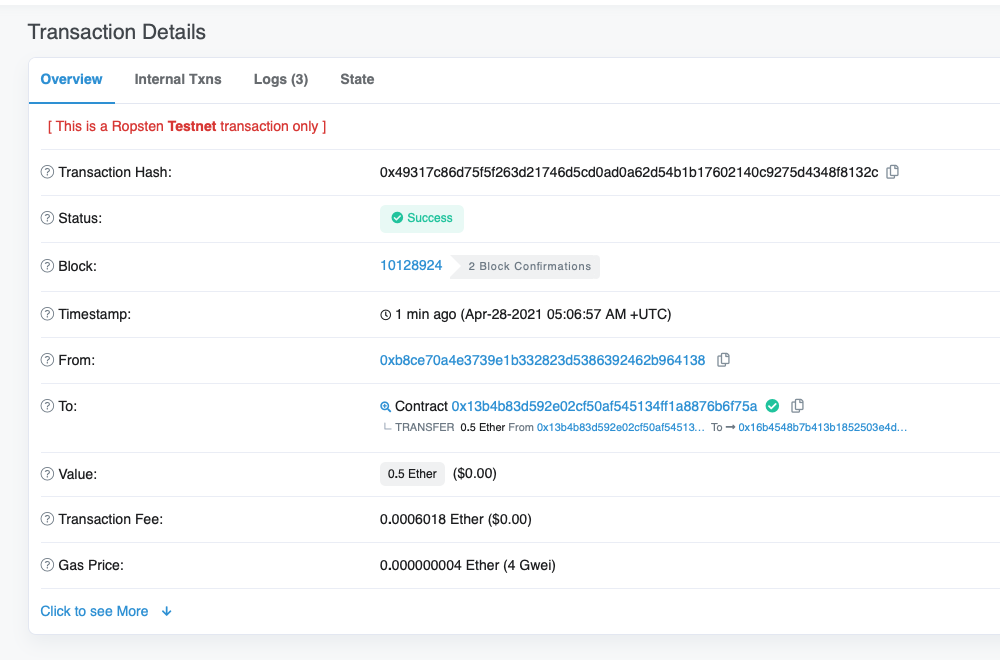 Transaction Details
Overview Internal Txns Logs (3) State
[ This is a Ropsten Testnet transaction only ]
Transaction Hash: 0x49317c86d75f5f263d21746d5cd0ad0a62d54b1b17602140c9275d4348f8132c
Status: Success
Block: 10128924 2 Block Confirmations
Timestamp: 1 min ago (Apr-28-2021 05:06:57 AM +UTC)
From: 0xb8ce70a4e3739e1b332823d5386392462b964138
To: Contract 0x13b4b83d592e02cf50af545134ff1a8876b6f75a
TRANSFER 0.5 Ether From 0x13b4b83d592e02cf50af54513... To → 0x16b4548b7b413b1852503e4d...
Value: 0.5 Ether ($0.00)
Transaction Fee: 0.0006018 Ether ($0.00)
Gas Price: 0.000000004 Ether (4 Gwei)
Click to see More ↓